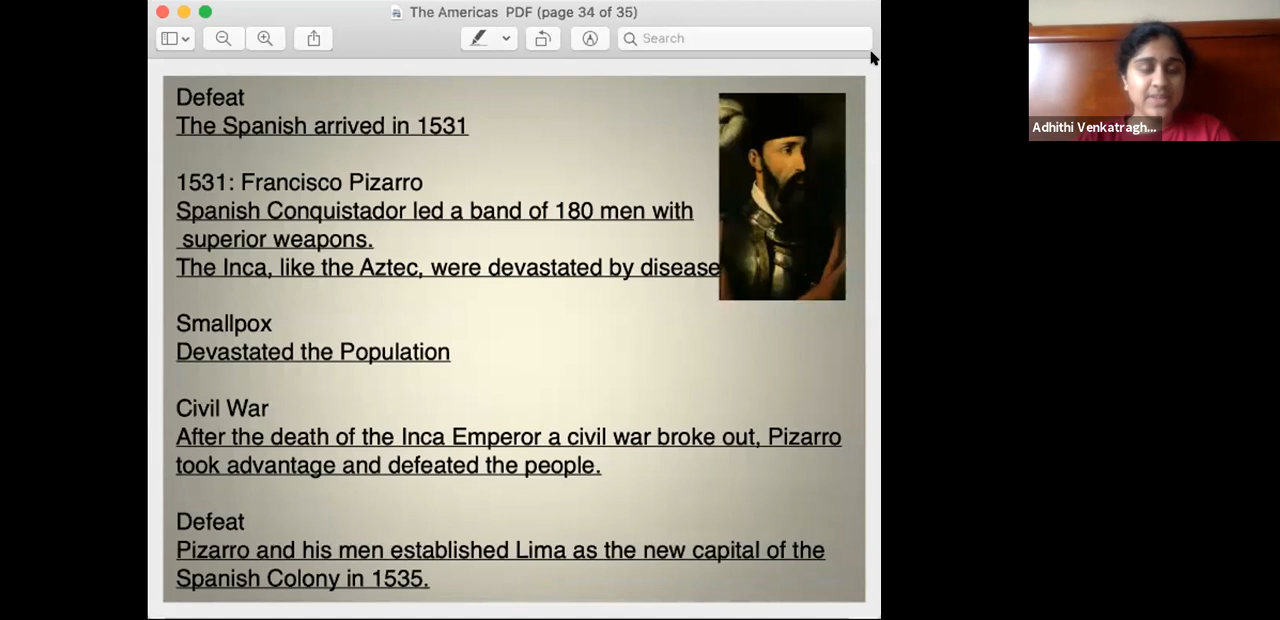 The Americas PDF (page 34 of 35)
Search
Defeat
The Spanish arrived in 1531
1531: Francisco Pizarro
Spanish Conquistador led a band of 180 men with
superior weapons.
The Inca, like the Aztec, were devastated by disease
Smallpox
Devastated the Population
Civil War
After the death of the Inca Emperor a civil war broke out, Pizarro
took advantage and defeated the people.
Defeat
Pizarro and his men established Lima as the new capital of the
Spanish Colony in 1535.
Adhithi Venkatragh...